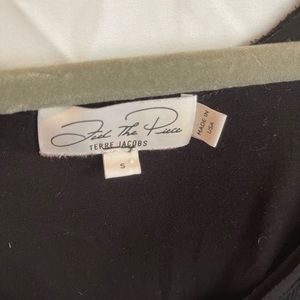 Feel The Piece
TERRE JACOBS
S
MADE IN
USA